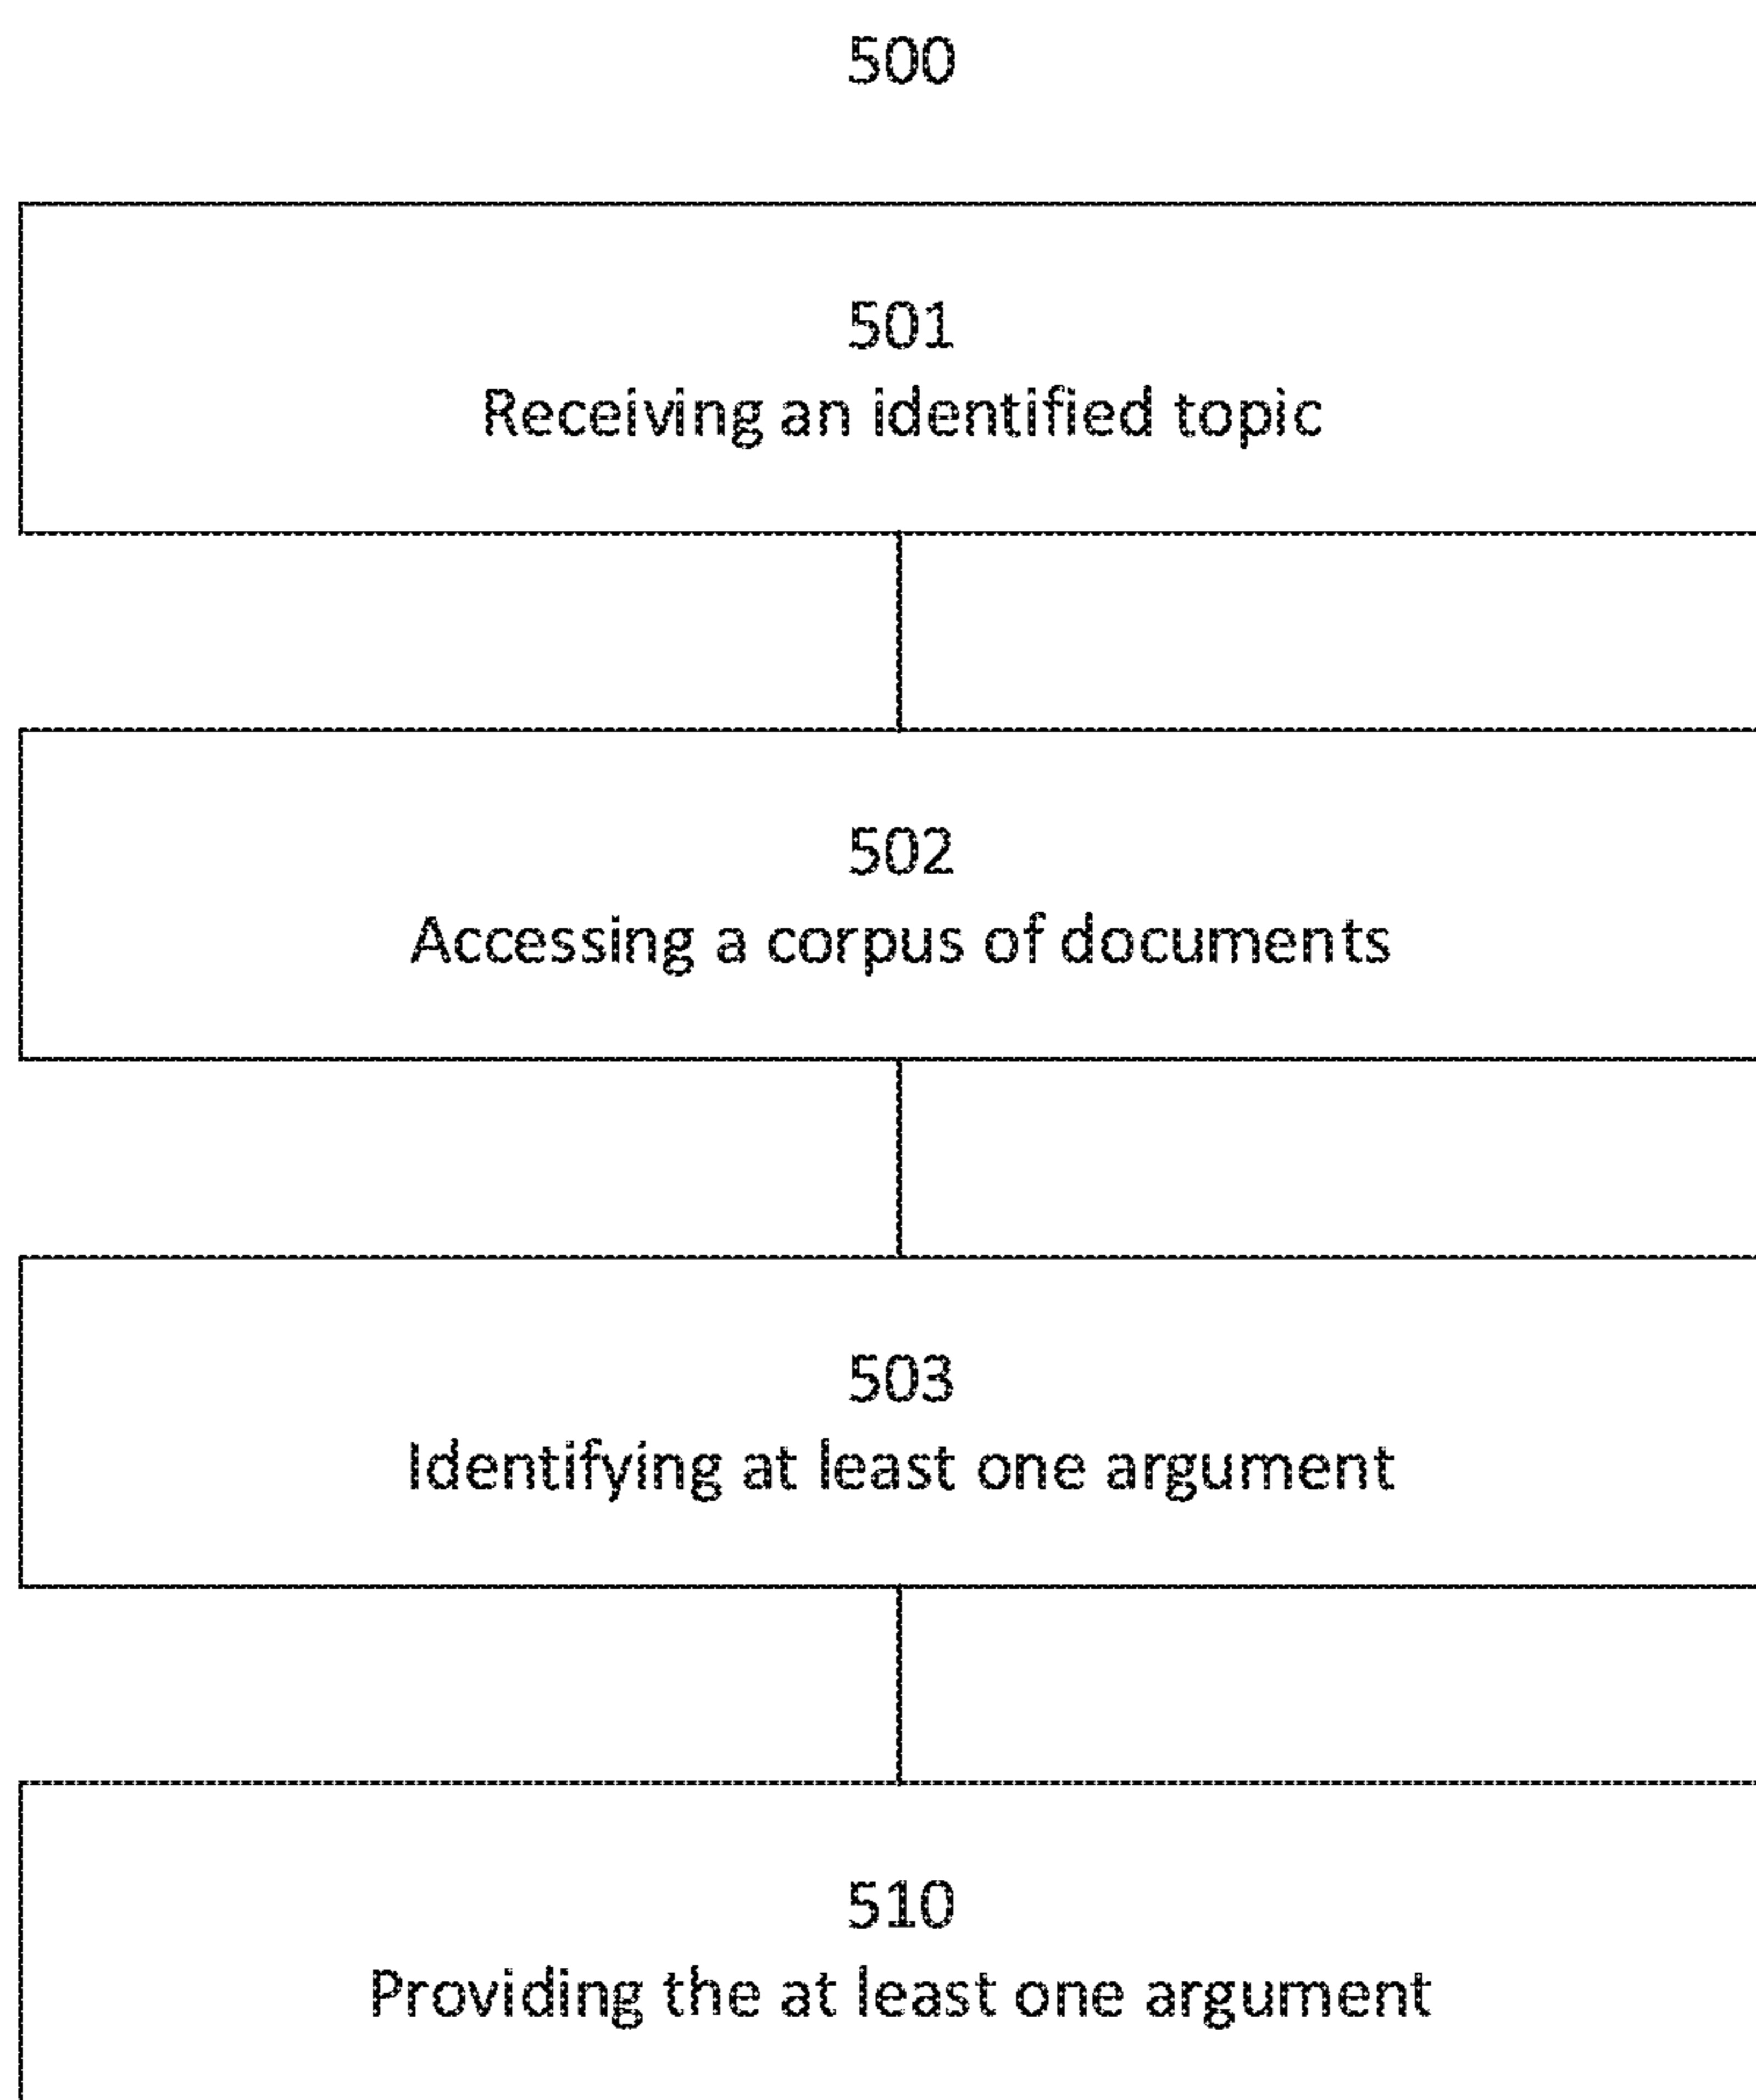 500
501
Receiving an identified topic
502
Accessing a corpus of documents
503
Identifying at least one argument
510
Providing the at least one argument